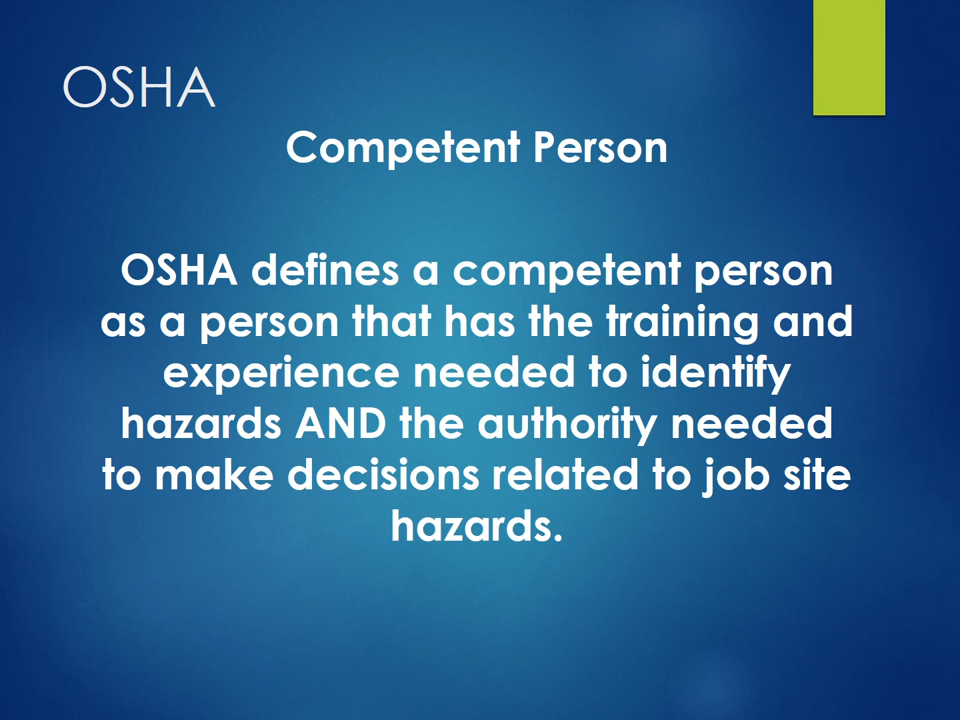 OSHA
Competent Person
OSHA defines a competent person
as a person that has the training and
experience needed to identify
hazards AND the authority needed
to make decisions related to job site
hazards.